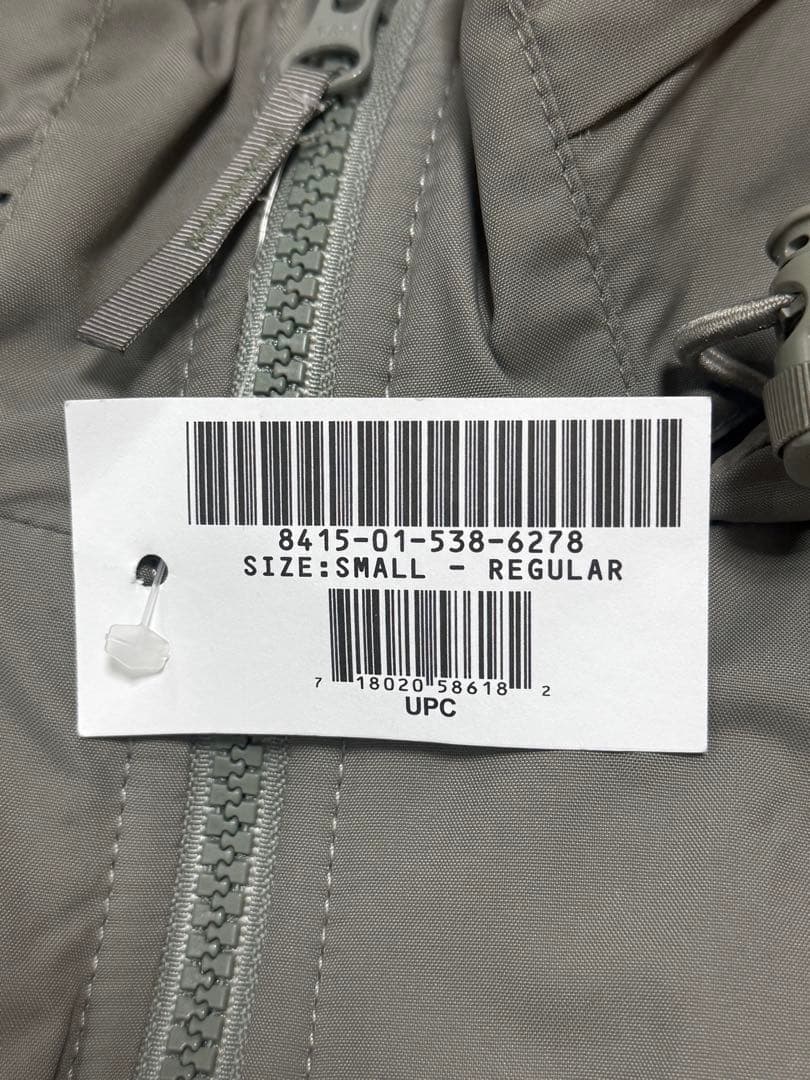 8415-01-538-6278
SIZE:SMALL - REGULAR
7 18020 58618 2
UPC